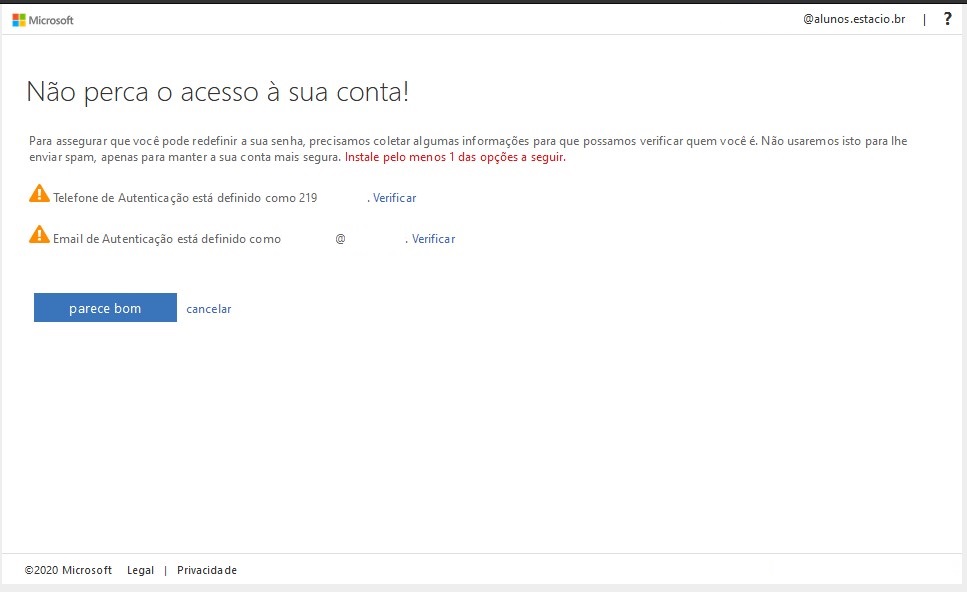 Microsoft
@alunos.estacio.br | ?
Não perca o acesso à sua conta!
Para assegurar que você pode redefinir a sua senha, precisamos coletar algumas informações para que possamos verificar quem você é. Não usaremos isto para lhe
enviar spam, apenas para manter a sua conta mais segura. Instale pelo menos 1 das opções a seguir.
Telefone de Autenticação está definido como 219 . Verificar
Email de Autenticação está definido como @ . Verificar
parece bom cancelar
©2020 Microsoft Legal | Privacidade